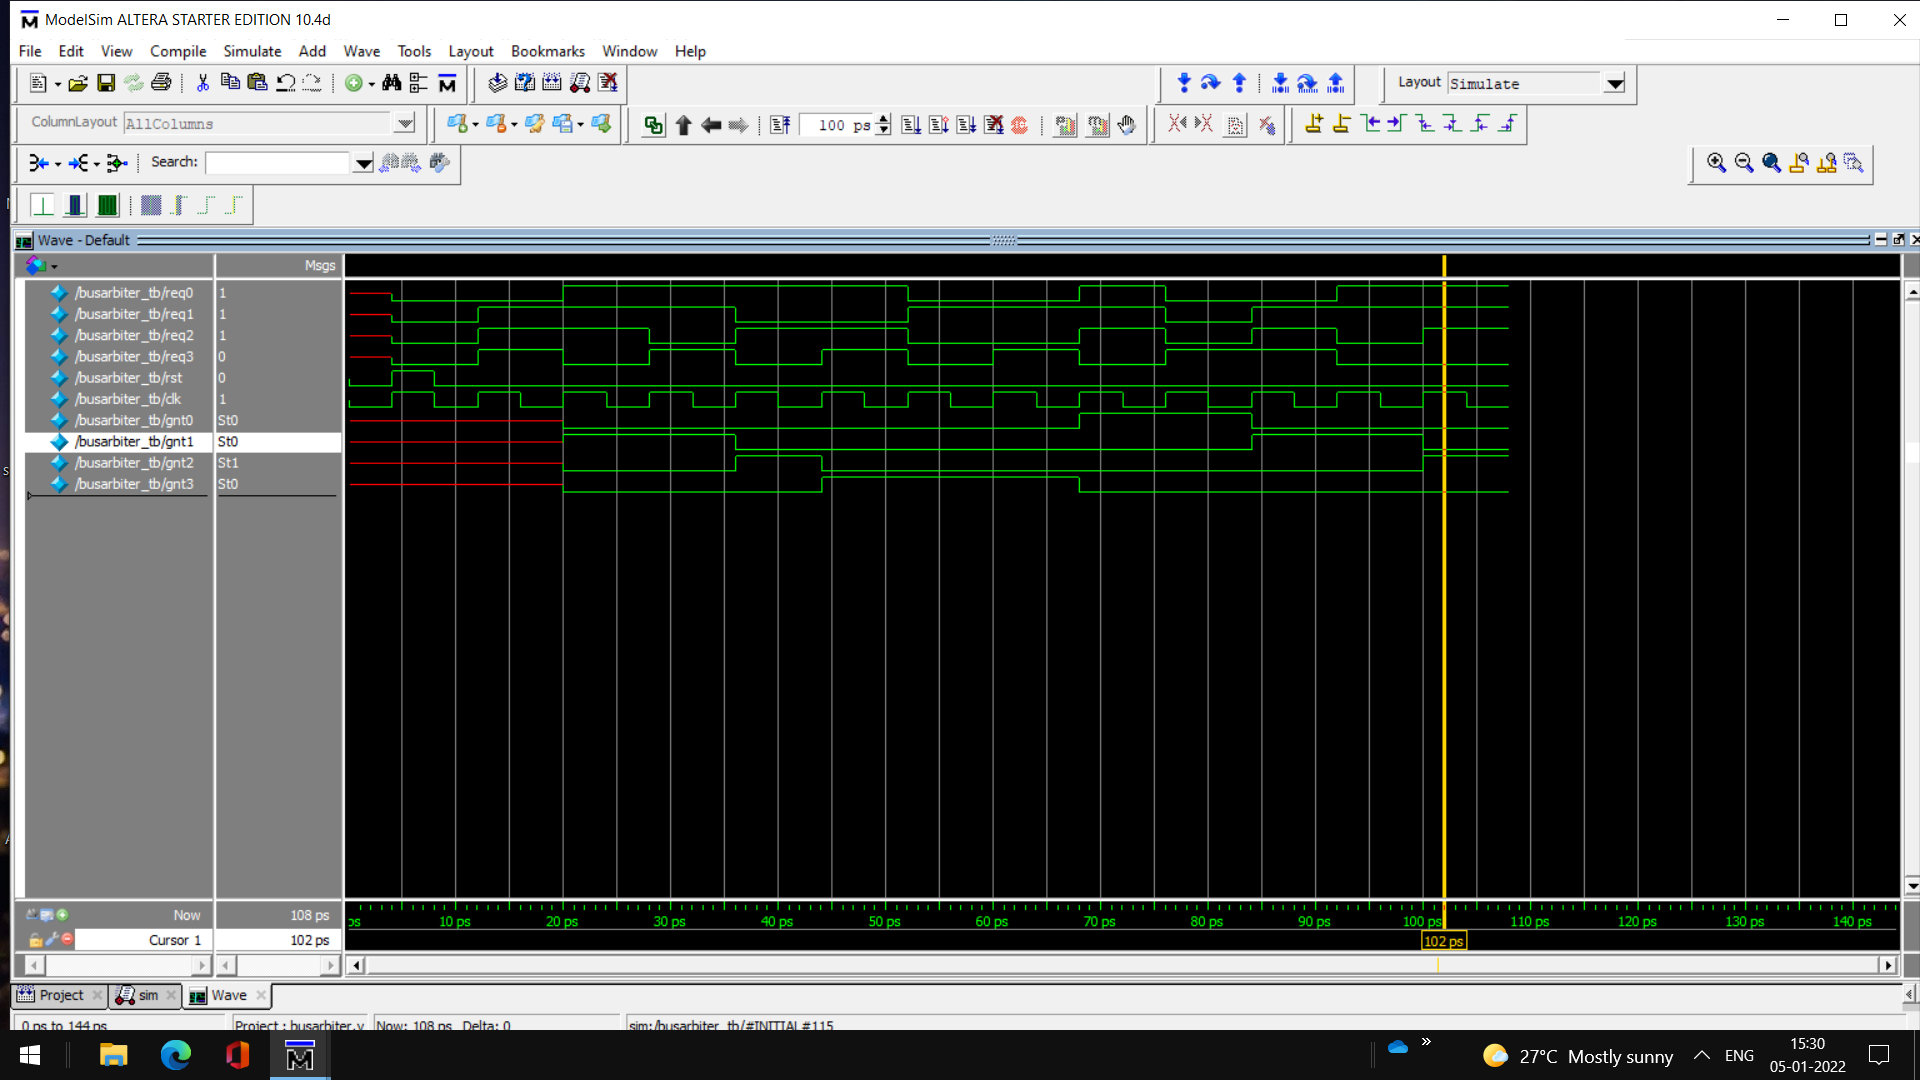 ModelSim ALTERA STARTER EDITION 10.4d
File Edit View Compile Simulate Add Wave Tools Layout Bookmarks Window Help
Layout Simulate
ColumnLayout AllColumns
100 ps
Search:
Wave - Default
Msgs
/busarbiter_tb/req0 1
/busarbiter_tb/req1 1
/busarbiter_tb/req2 1
/busarbiter_tb/req3 0
/busarbiter_tb/rst 0
/busarbiter_tb/clk 1
/busarbiter_tb/gnt0 St0
/busarbiter_tb/gnt1 St0
/busarbiter_tb/gnt2 St1
/busarbiter_tb/gnt3 St0
Now 108 ps
ps 10 ps 20 ps 30 ps 40 ps 50 ps 60 ps 70 ps 80 ps 90 ps 100 ps 110 ps 120 ps 130 ps 140 ps
Cursor 1 102 ps
102 ps
Project sim Wave
0 ps to 144 ps Project : busarbiter.v Now: 108 ps Delta: 0 sim:/busarbiter_tb/#INITIAL#115
27°C Mostly sunny ENG
15:30
05-01-2022